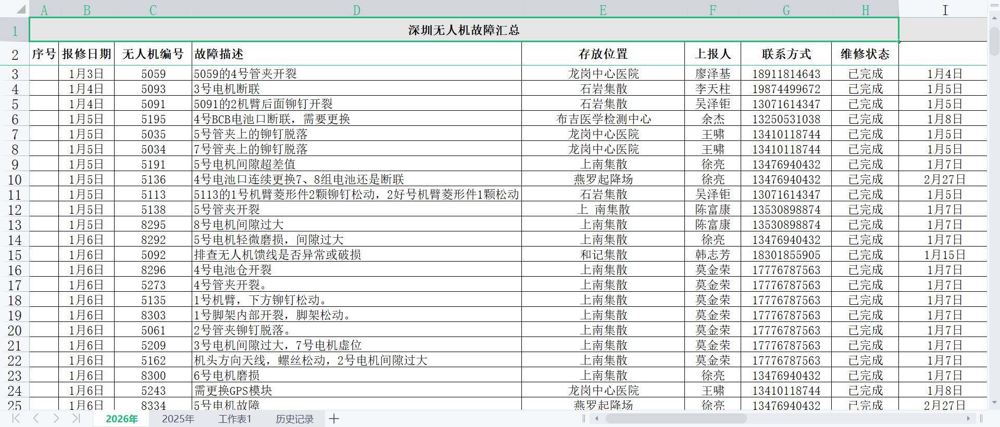 A B C D E F G H I
1 深圳无人机故障汇总
2 序号 报修日期 无人机编号 故障描述 存放位置 上报人 联系方式 维修状态
3 1月3日 5059 5059的4号管夹开裂 龙岗中心医院 廖泽基 18911814643 已完成 1月4日
4 1月4日 5093 3号电机断联 石岩集散 李天柱 19874499672 已完成 1月5日
5 1月4日 5091 5091的2机臂后面铆钉开裂 石岩集散 吴泽钜 13071614347 已完成 1月5日
6 1月5日 5195 4号BCB电池口断联，需要更换 布吉医学检测中心 余杰 13250531038 已完成 1月8日
7 1月5日 5035 5号管夹上的铆钉脱落 龙岗中心医院 王啸 13410118744 已完成 1月5日
8 1月5日 5034 7号管夹上的铆钉脱落 龙岗中心医院 王啸 13410118744 已完成 1月5日
9 1月5日 5191 5号电机间隙超差值 上南集散 徐亮 13476940432 已完成 1月7日
10 1月5日 5136 4号电池口连续更换7、8组电池还是断联 燕罗起降场 徐亮 13476940432 已完成 2月27日
11 1月5日 5113 5113的1号机臂菱形件2颗铆钉松动，2好号机臂菱形件1颗松动 石岩集散 吴泽钜 13071614347 已完成 1月5日
12 1月5日 5138 5号管夹开裂 上 南集散 陈富康 13530898874 已完成 1月7日
13 1月5日 8295 8号电机间隙过大 上南集散 陈富康 13530898874 已完成 1月7日
14 1月6日 8292 5号电机轻微磨损，间隙过大 上南集散 徐亮 13476940432 已完成 1月7日
15 1月6日 5092 排查无人机馈线是否异常或破损 和记集散 韩志芳 18301855905 已完成 1月15日
16 1月6日 8296 4号电池仓开裂 上南集散 莫金荣 17776787563 已完成 1月7日
17 1月6日 5273 4号管夹开裂。 上南集散 莫金荣 17776787563 已完成 1月7日
18 1月6日 5135 1号机臂，下方铆钉松动。 上南集散 莫金荣 17776787563 已完成 1月7日
19 1月6日 8303 1号脚架内部开裂，脚架松动。 上南集散 莫金荣 17776787563 已完成 1月7日
20 1月6日 5061 2号管夹铆钉脱落。 上南集散 莫金荣 17776787563 已完成 1月7日
21 1月6日 5209 3号电机间隙过大，7号电机虚位 上南集散 莫金荣 17776787563 已完成 1月7日
22 1月6日 5162 机头方向天线，螺丝松动，2号电机间隙过大 上南集散 莫金荣 17776787563 已完成 1月7日
23 1月6日 8300 6号电机磨损 上南集散 徐亮 13476940432 已完成 1月7日
24 1月6日 5243 需更换GPS模块 龙岗中心医院 王啸 13410118744 已完成 1月8日
25 1月6日 8334 5号电机故障 燕罗起降场 徐亮 13476940432 已完成 2月27日
2026年 2025年 工作表1 历史记录